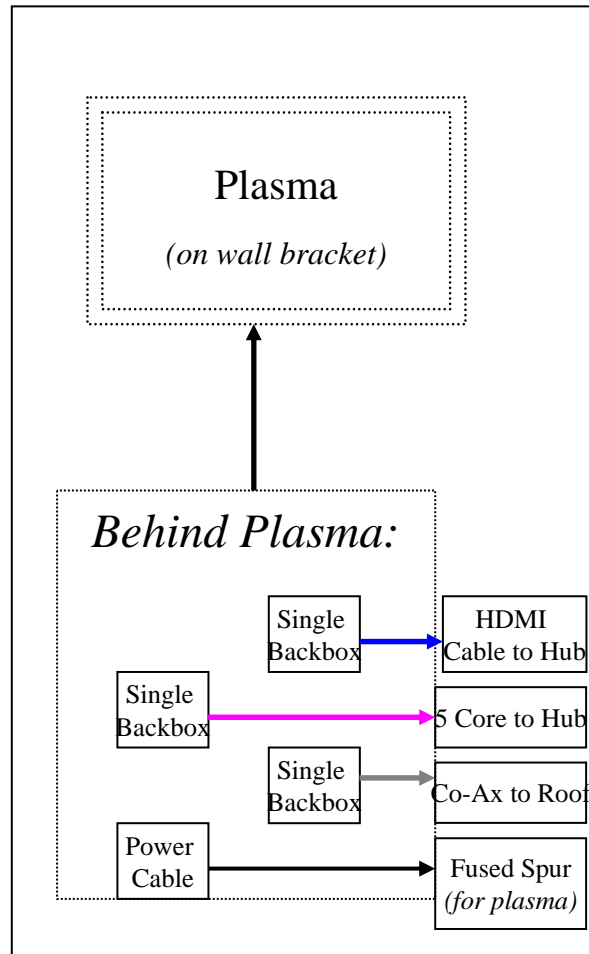 Plasma
(on wall bracket)
Behind Plasma:
Single
Backbox
HDMI
Cable to Hub
Single
Backbox
5 Core to Hub
Single
Backbox
Co-Ax to Roof
Power
Cable
Fused Spur
(for plasma)